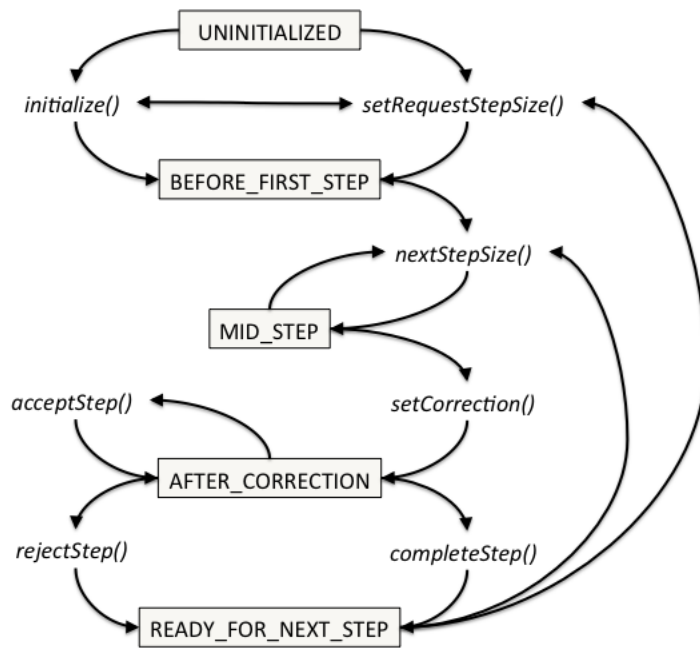 UNINITIALIZED
initialize()
setRequestStepSize()
BEFORE_FIRST_STEP
nextStepSize()
MID_STEP
acceptStep()
setCorrection()
AFTER_CORRECTION
rejectStep()
completeStep()
READY_FOR_NEXT_STEP